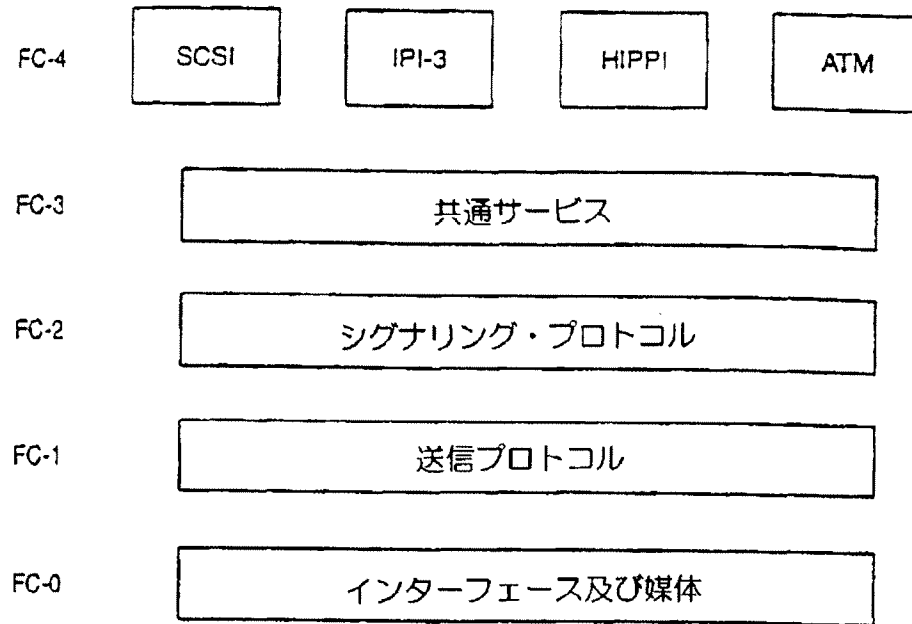 FC-4 SCSI IPI-3 HIPPI ATM
FC-3 共通サービス
FC-2 シグナリング・プロトコル
FC-1 送信プロトコル
FC-0 インターフェース及び媒体